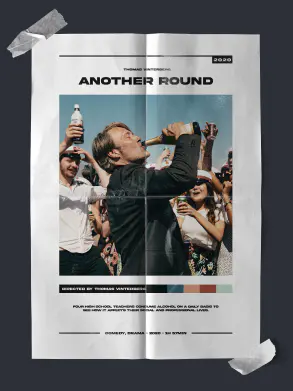 2020
THOMAS VINTERBERG
ANOTHER ROUND
DIRECTED BY THOMAS VINTERBERG
FOUR HIGH SCHOOL TEACHERS CONSUME ALCOHOL ON A DAILY BASIS TO
SEE HOW IT AFFECTS THEIR SOCIAL AND PROFESSIONAL LIVES.
COMEDY, DRAMA - 2020 - 1H 57MIN